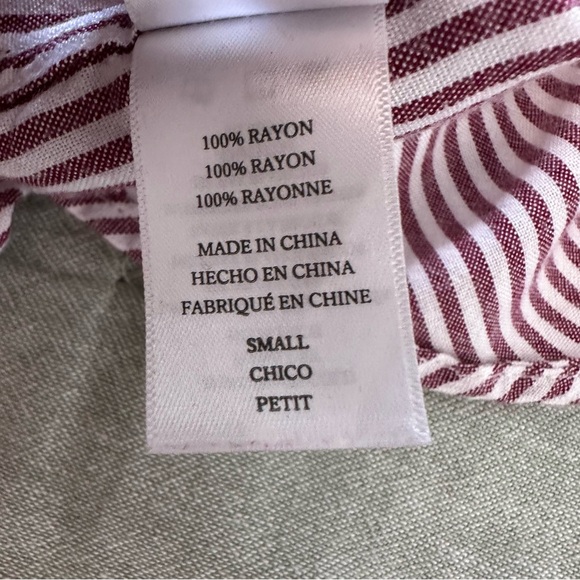 100% RAYON
100% RAYON
100% RAYONNE
MADE IN CHINA
HECHO EN CHINA
FABRIQUÉ EN CHINE
SMALL
CHICO
PETIT